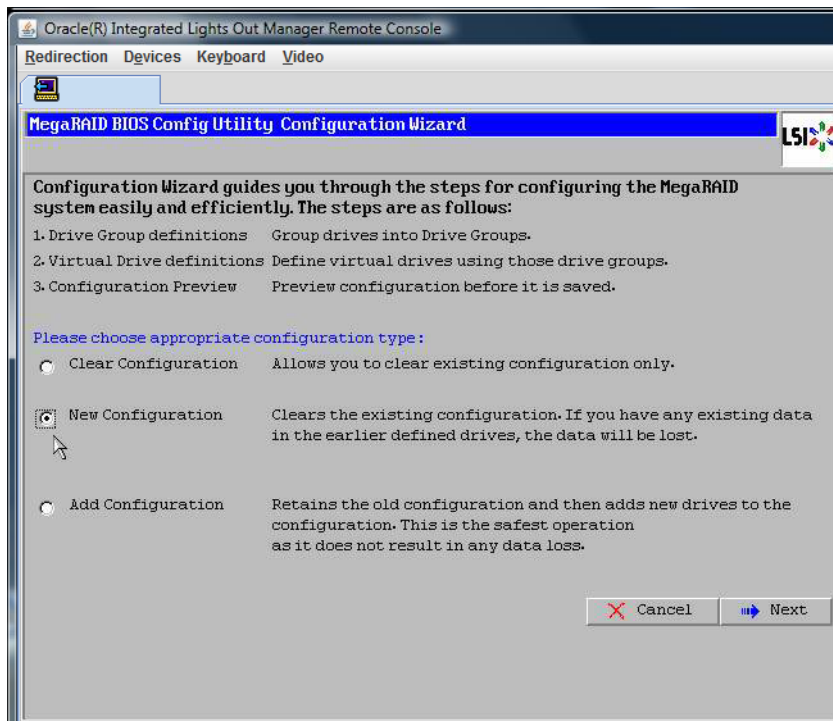 Oracle(R) Integrated Lights Out Manager Remote Console
Redirection Devices Keyboard Video
MegaRAID BIOS Config Utility Configuration Wizard
LSI
Configuration Wizard guides you through the steps for configuring the MegaRAID
system easily and efficiently. The steps are as follows:
1. Drive Group definitions Group drives into Drive Groups.
2. Virtual Drive definitions Define virtual drives using those drive groups.
3. Configuration Preview Preview configuration before it is saved.
Please choose appropriate configuration type:
Clear Configuration Allows you to clear existing configuration only.
New Configuration Clears the existing configuration. If you have any existing data
in the earlier defined drives, the data will be lost.
Add Configuration Retains the old configuration and then adds new drives to the
configuration. This is the safest operation
as it does not result in any data loss.
Cancel Next